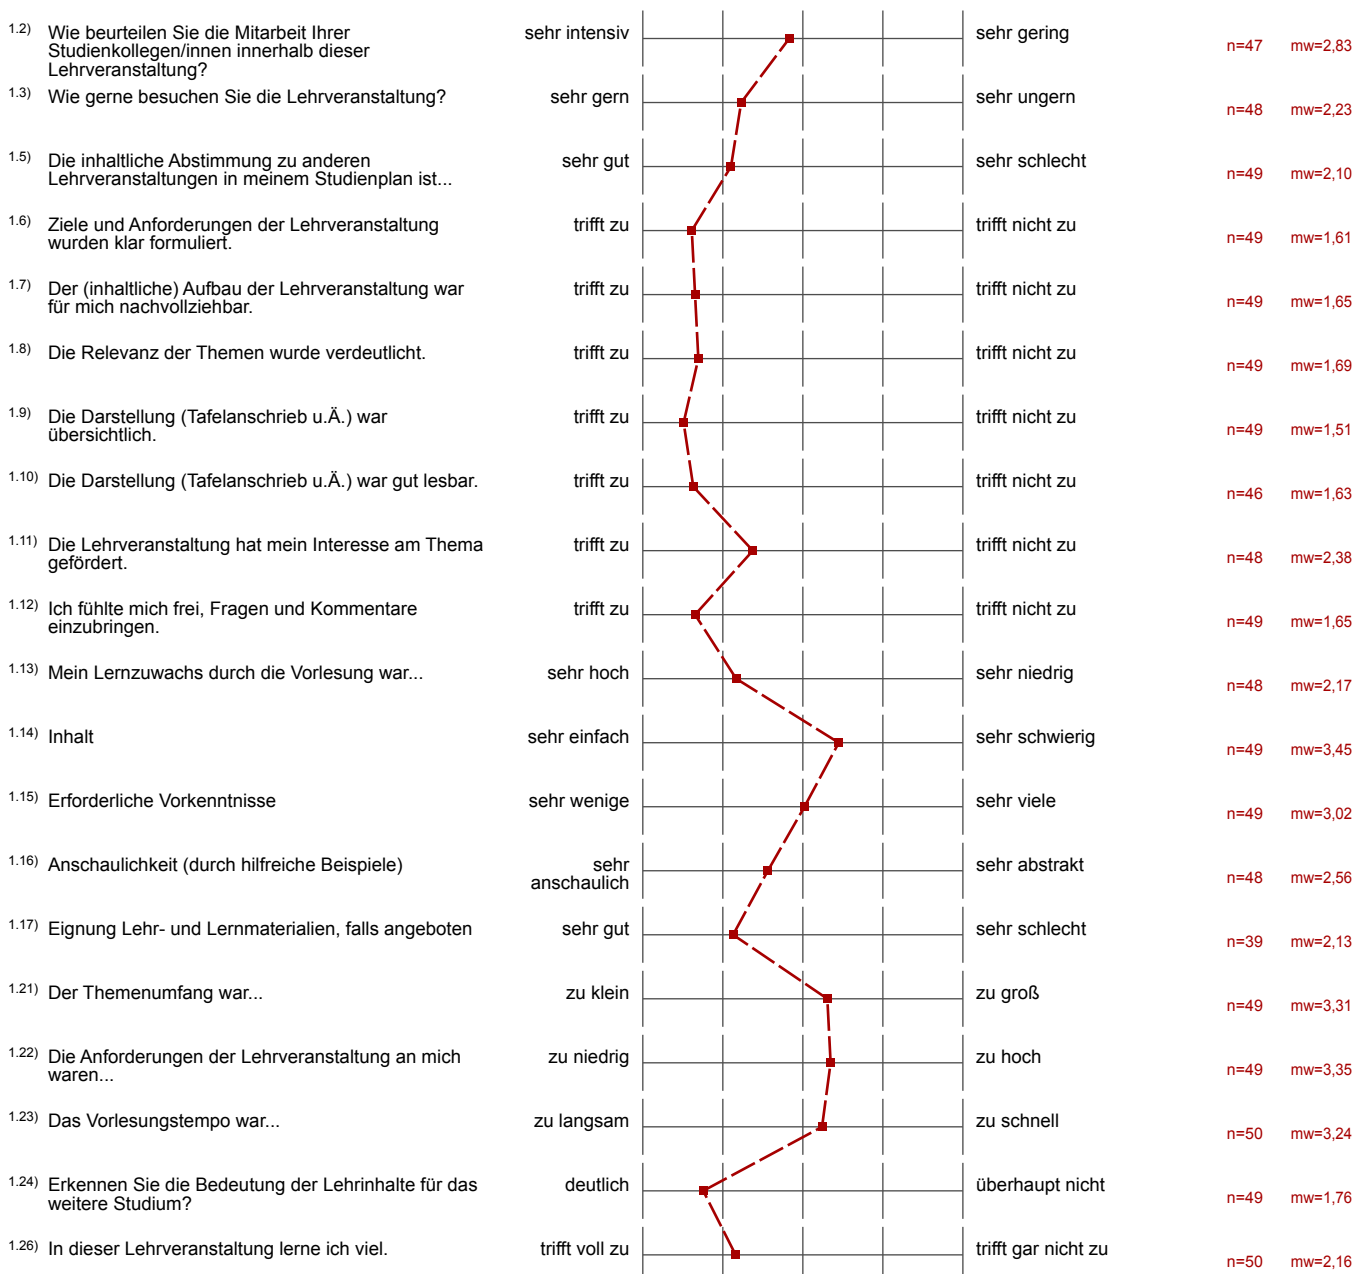 1.2) Wie beurteilen Sie die Mitarbeit Ihrer
Studienkollegen/innen innerhalb dieser
Lehrveranstaltung?
sehr intensiv
sehr gering
n=47 mw=2,83
1.3) Wie gerne besuchen Sie die Lehrveranstaltung?
sehr gern
sehr ungern
n=48 mw=2,23
1.5) Die inhaltliche Abstimmung zu anderen
Lehrveranstaltungen in meinem Studienplan ist...
sehr gut
sehr schlecht
n=49 mw=2,10
1.6) Ziele und Anforderungen der Lehrveranstaltung
wurden klar formuliert.
trifft zu
trifft nicht zu
n=49 mw=1,61
1.7) Der (inhaltliche) Aufbau der Lehrveranstaltung war
für mich nachvollziehbar.
trifft zu
trifft nicht zu
n=49 mw=1,65
1.8) Die Relevanz der Themen wurde verdeutlicht.
trifft zu
trifft nicht zu
n=49 mw=1,69
1.9) Die Darstellung (Tafelanschrieb u.Ä.) war
übersichtlich.
trifft zu
trifft nicht zu
n=49 mw=1,51
1.10) Die Darstellung (Tafelanschrieb u.Ä.) war gut lesbar.
trifft zu
trifft nicht zu
n=46 mw=1,63
1.11) Die Lehrveranstaltung hat mein Interesse am Thema
gefördert.
trifft zu
trifft nicht zu
n=48 mw=2,38
1.12) Ich fühlte mich frei, Fragen und Kommentare
einzubringen.
trifft zu
trifft nicht zu
n=49 mw=1,65
1.13) Mein Lernzuwachs durch die Vorlesung war...
sehr hoch
sehr niedrig
n=48 mw=2,17
1.14) Inhalt
sehr einfach
sehr schwierig
n=49 mw=3,45
1.15) Erforderliche Vorkenntnisse
sehr wenige
sehr viele
n=49 mw=3,02
1.16) Anschaulichkeit (durch hilfreiche Beispiele)
sehr
anschaulich
sehr abstrakt
n=48 mw=2,56
1.17) Eignung Lehr- und Lernmaterialien, falls angeboten
sehr gut
sehr schlecht
n=39 mw=2,13
1.21) Der Themenumfang war...
zu klein
zu groß
n=49 mw=3,31
1.22) Die Anforderungen der Lehrveranstaltung an mich
waren...
zu niedrig
zu hoch
n=49 mw=3,35
1.23) Das Vorlesungstempo war...
zu langsam
zu schnell
n=50 mw=3,24
1.24) Erkennen Sie die Bedeutung der Lehrinhalte für das
weitere Studium?
deutlich
überhaupt nicht
n=49 mw=1,76
1.26) In dieser Lehrveranstaltung lerne ich viel.
trifft voll zu
trifft gar nicht zu
n=50 mw=2,16